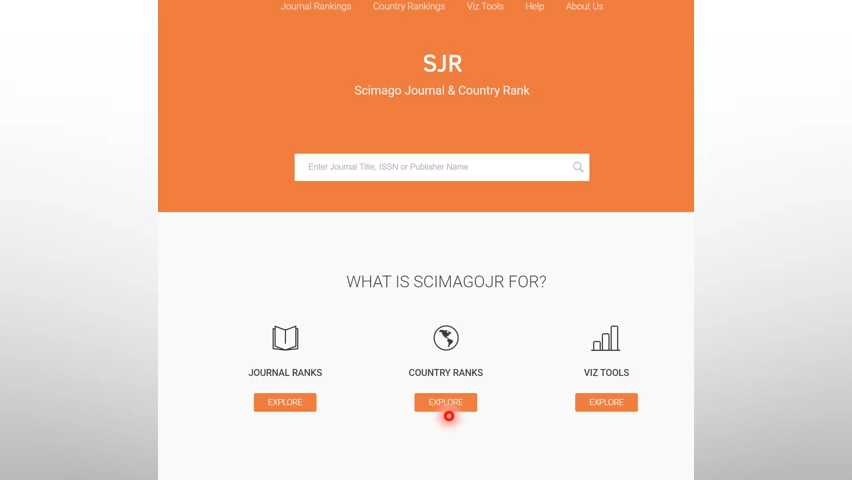 Journal Rankings Country Rankings Viz Tools Help About Us
SJR
Scimago Journal & Country Rank
Enter Journal Title, ISSN or Publisher Name
WHAT IS SCIMAGOJR FOR?
JOURNAL RANKS COUNTRY RANKS VIZ TOOLS
EXPLORE EXPLORE EXPLORE